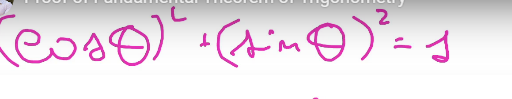 Proof of Fundamental Theorem of Trigonometry
(cosθ)² + (sinθ)² = 1